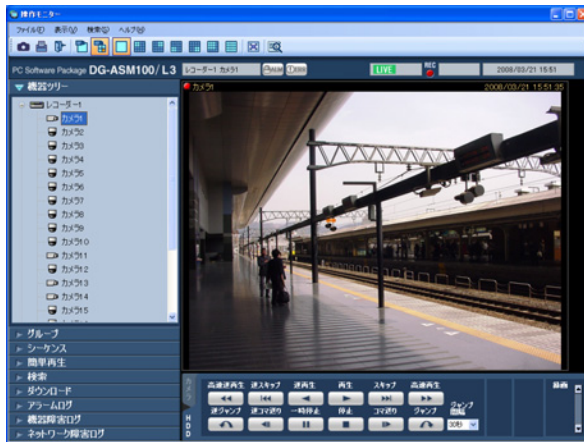 操作モニター
ファイル(F) 表示(V) 検索(S) ヘルプ(H)
PC Software Package DG-ASM100/L3
レコーダー1 カメラ1
ALM
ERR
LIVE
REC
2008/03/21 15:51
機器ツリー
カメラ1
2008/03/21 15:51:35
レコーダー1
カメラ1
カメラ2
カメラ3
カメラ4
カメラ5
カメラ6
カメラ7
カメラ8
カメラ9
カメラ10
カメラ11
カメラ12
カメラ13
カメラ14
カメラ15
グループ
シーケンス
簡単再生
検索
ダウンロード
アラームログ
機器障害ログ
ネットワーク障害ログ
カメラ
HDD
高速逆再生 逆スキップ 逆再生 再生 スキップ 高速再生
逆ジャンプ 逆コマ送り 一時停止 停止 コマ送り ジャンプ
ジャンプ間隔
30秒
録画